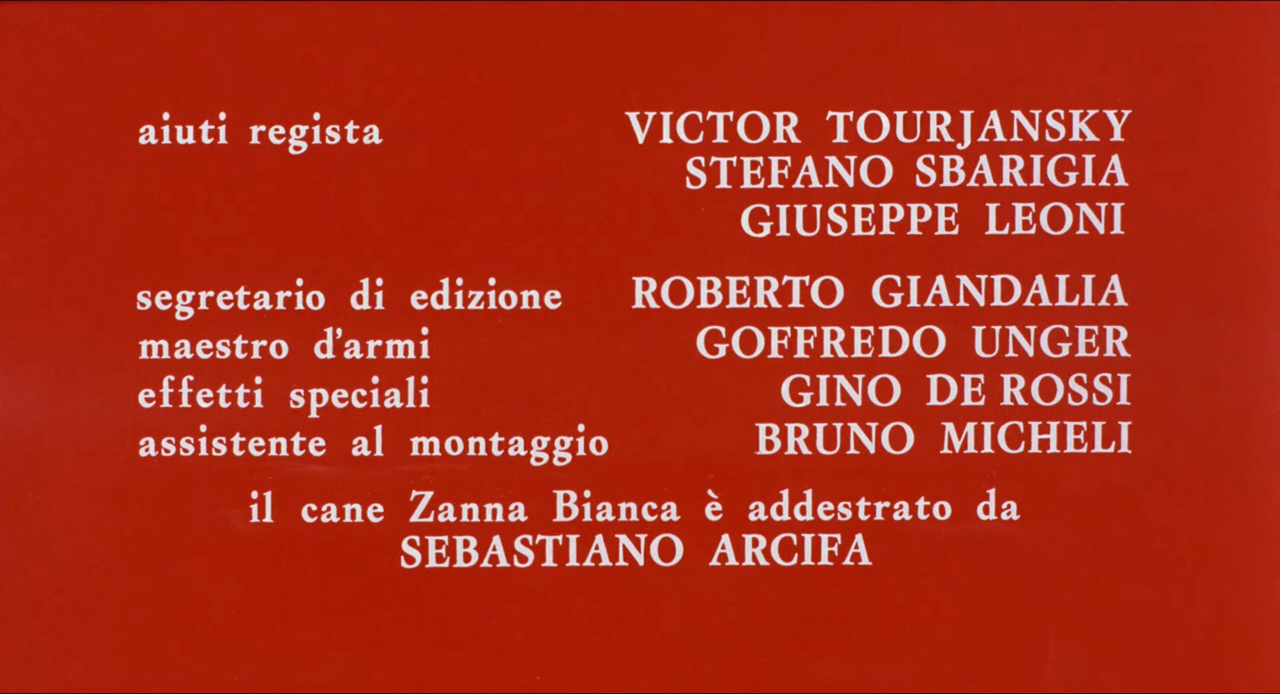 aiuti regista VICTOR TOURJANSKY
STEFANO SBARIGIA
GIUSEPPE LEONI
segretario di edizione ROBERTO GIANDALIA
maestro d'armi GOFFREDO UNGER
effetti speciali GINO DE ROSSI
assistente al montaggio BRUNO MICHELI
il cane Zanna Bianca è addestrato da
SEBASTIANO ARCIFA